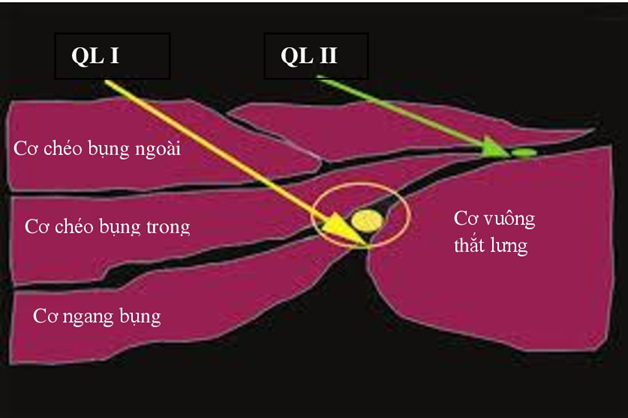 QL I
QL II
Cơ chéo bụng ngoài
Cơ chéo bụng trong
Cơ vuông
thắt lưng
Cơ ngang bụng